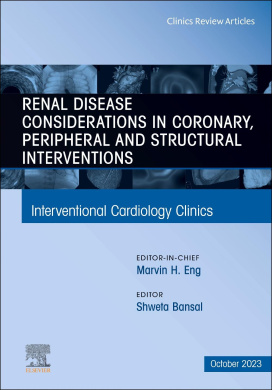 Clinics Review Articles
RENAL DISEASE
CONSIDERATIONS IN CORONARY,
PERIPHERAL AND STRUCTURAL
INTERVENTIONS
Interventional Cardiology Clinics
EDITOR-IN-CHIEF
Marvin H. Eng
EDITOR
Shweta Bansal
ELSEVIER
October 2023